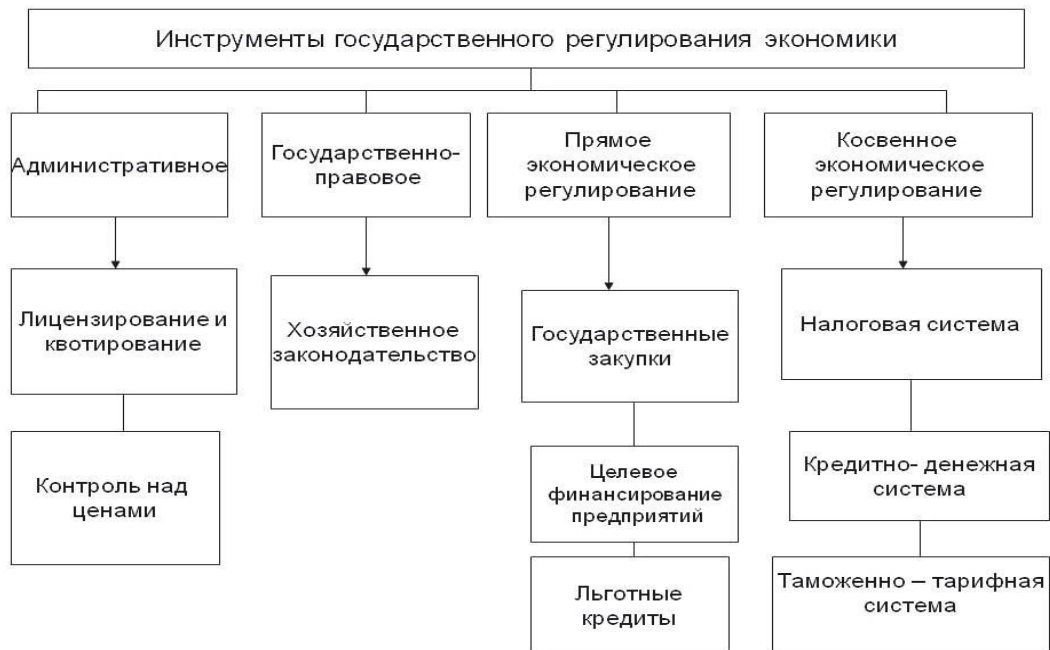 Инструменты государственного регулирования экономики
Административное
Государственно-
правовое
Прямое
экономическое
регулирование
Косвенное
экономическое
регулирование
Лицензирование и
квотирование
Хозяйственное
законодательство
Государственные
закупки
Налоговая система
Контроль над
ценами
Целевое
финансирование
предприятий
Кредитно- денежная
система
Льготные
кредиты
Таможенно – тарифная
система